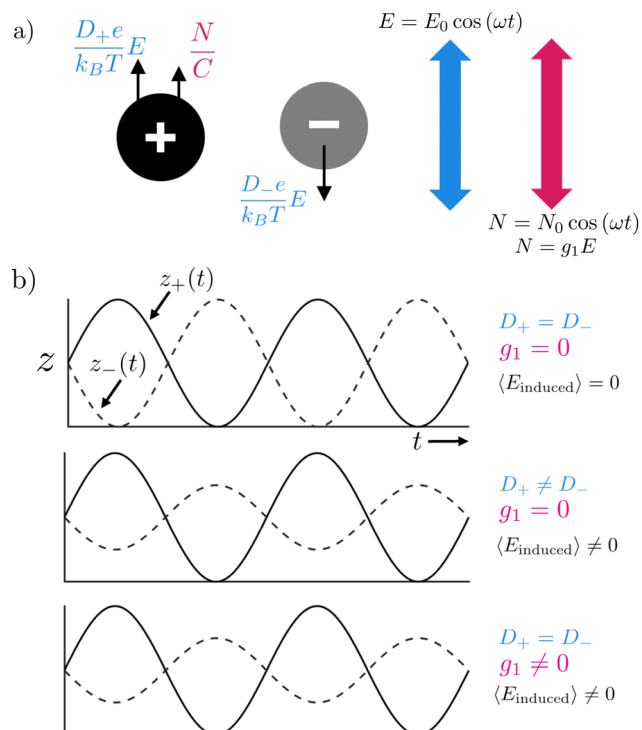 a)
D₊e/k_BT E
N/C
+
−
D₋e/k_BT E
E = E₀ cos (ωt)
N = N₀ cos (ωt)
N = g₁E
b)
z₊(t)
z₋(t)
z
t
D₊ = D₋
g₁ = 0
⟨E_induced⟩ = 0
D₊ ≠ D₋
g₁ = 0
⟨E_induced⟩ ≠ 0
D₊ = D₋
g₁ ≠ 0
⟨E_induced⟩ ≠ 0